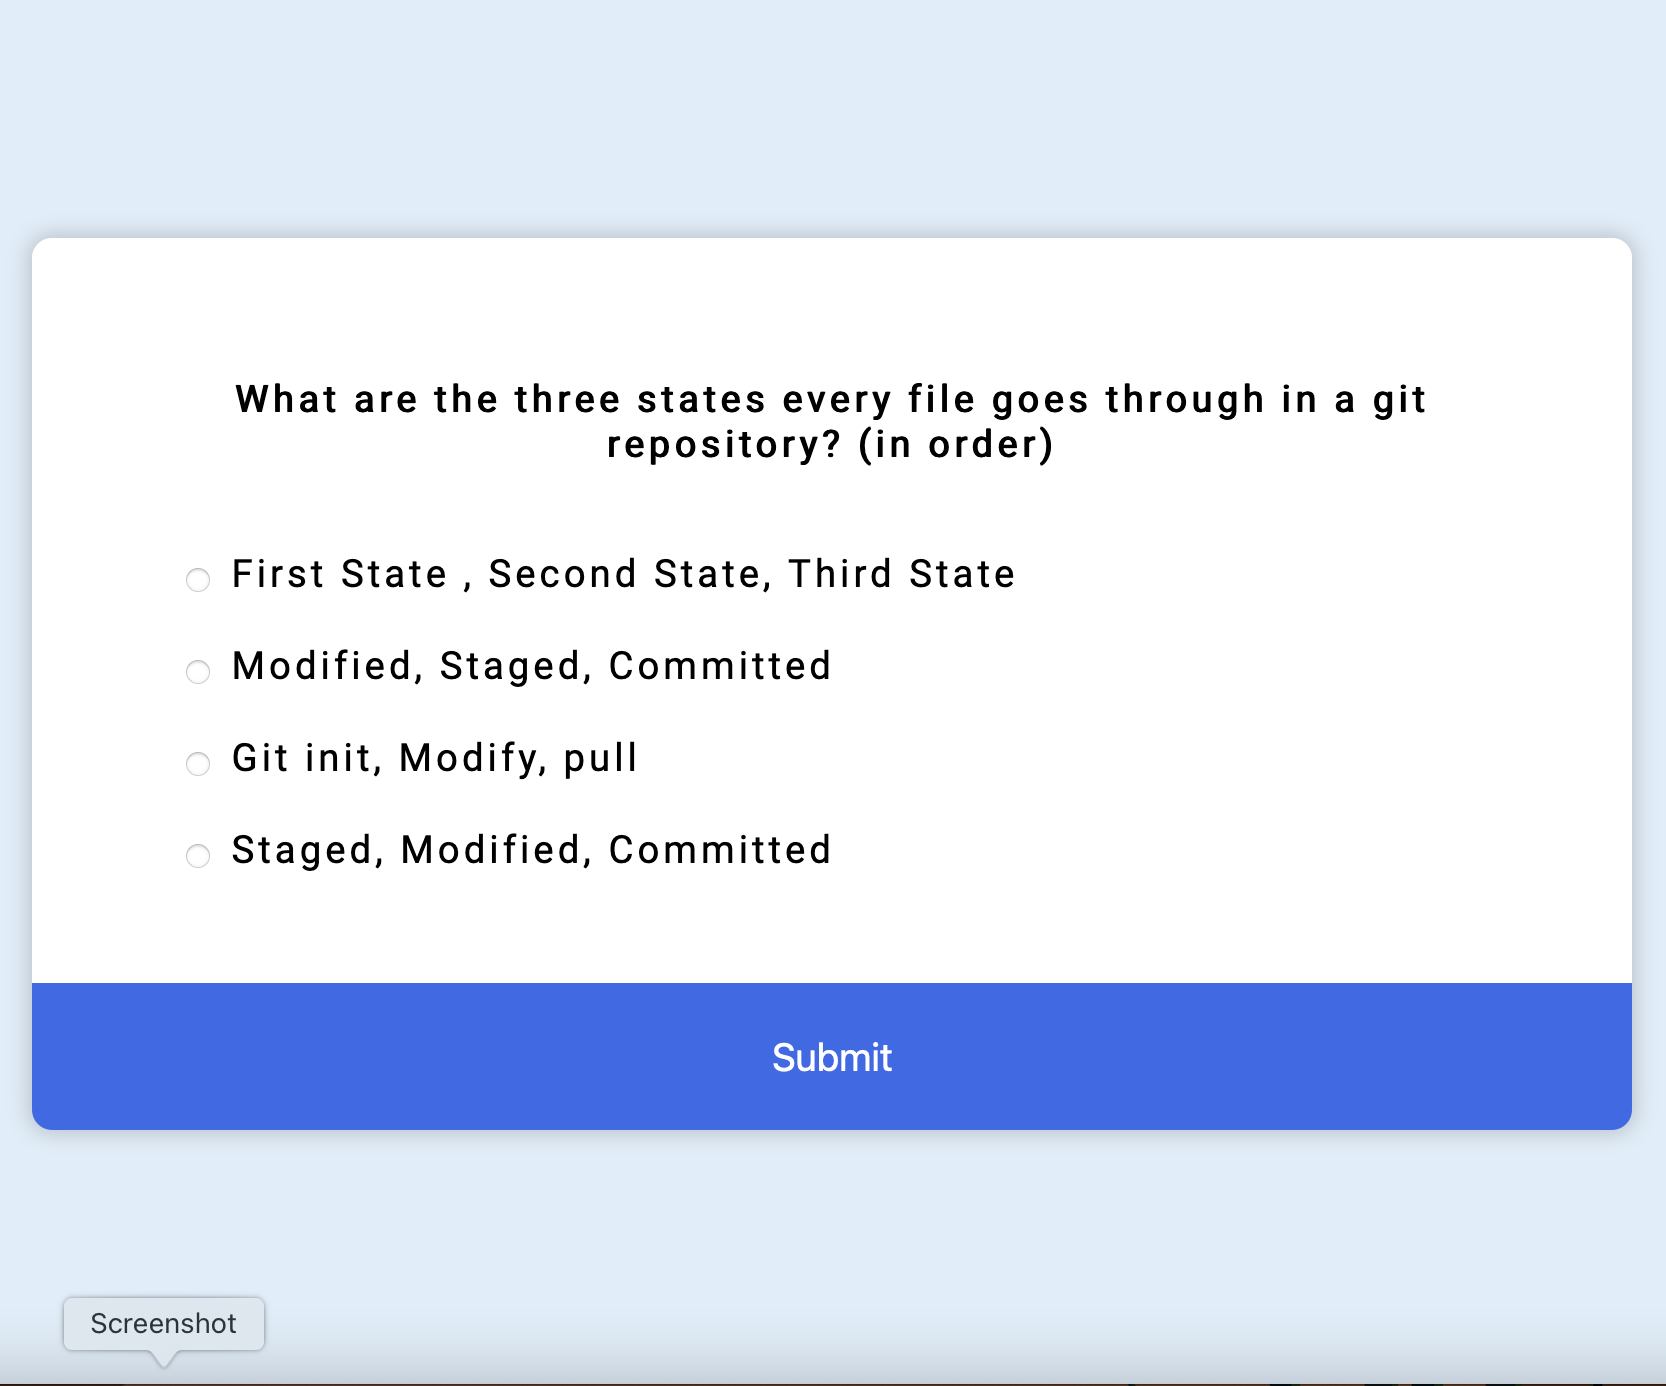 What are the three states every file goes through in a git
repository? (in order)
First State , Second State, Third State
Modified, Staged, Committed
Git init, Modify, pull
Staged, Modified, Committed
Submit
Screenshot